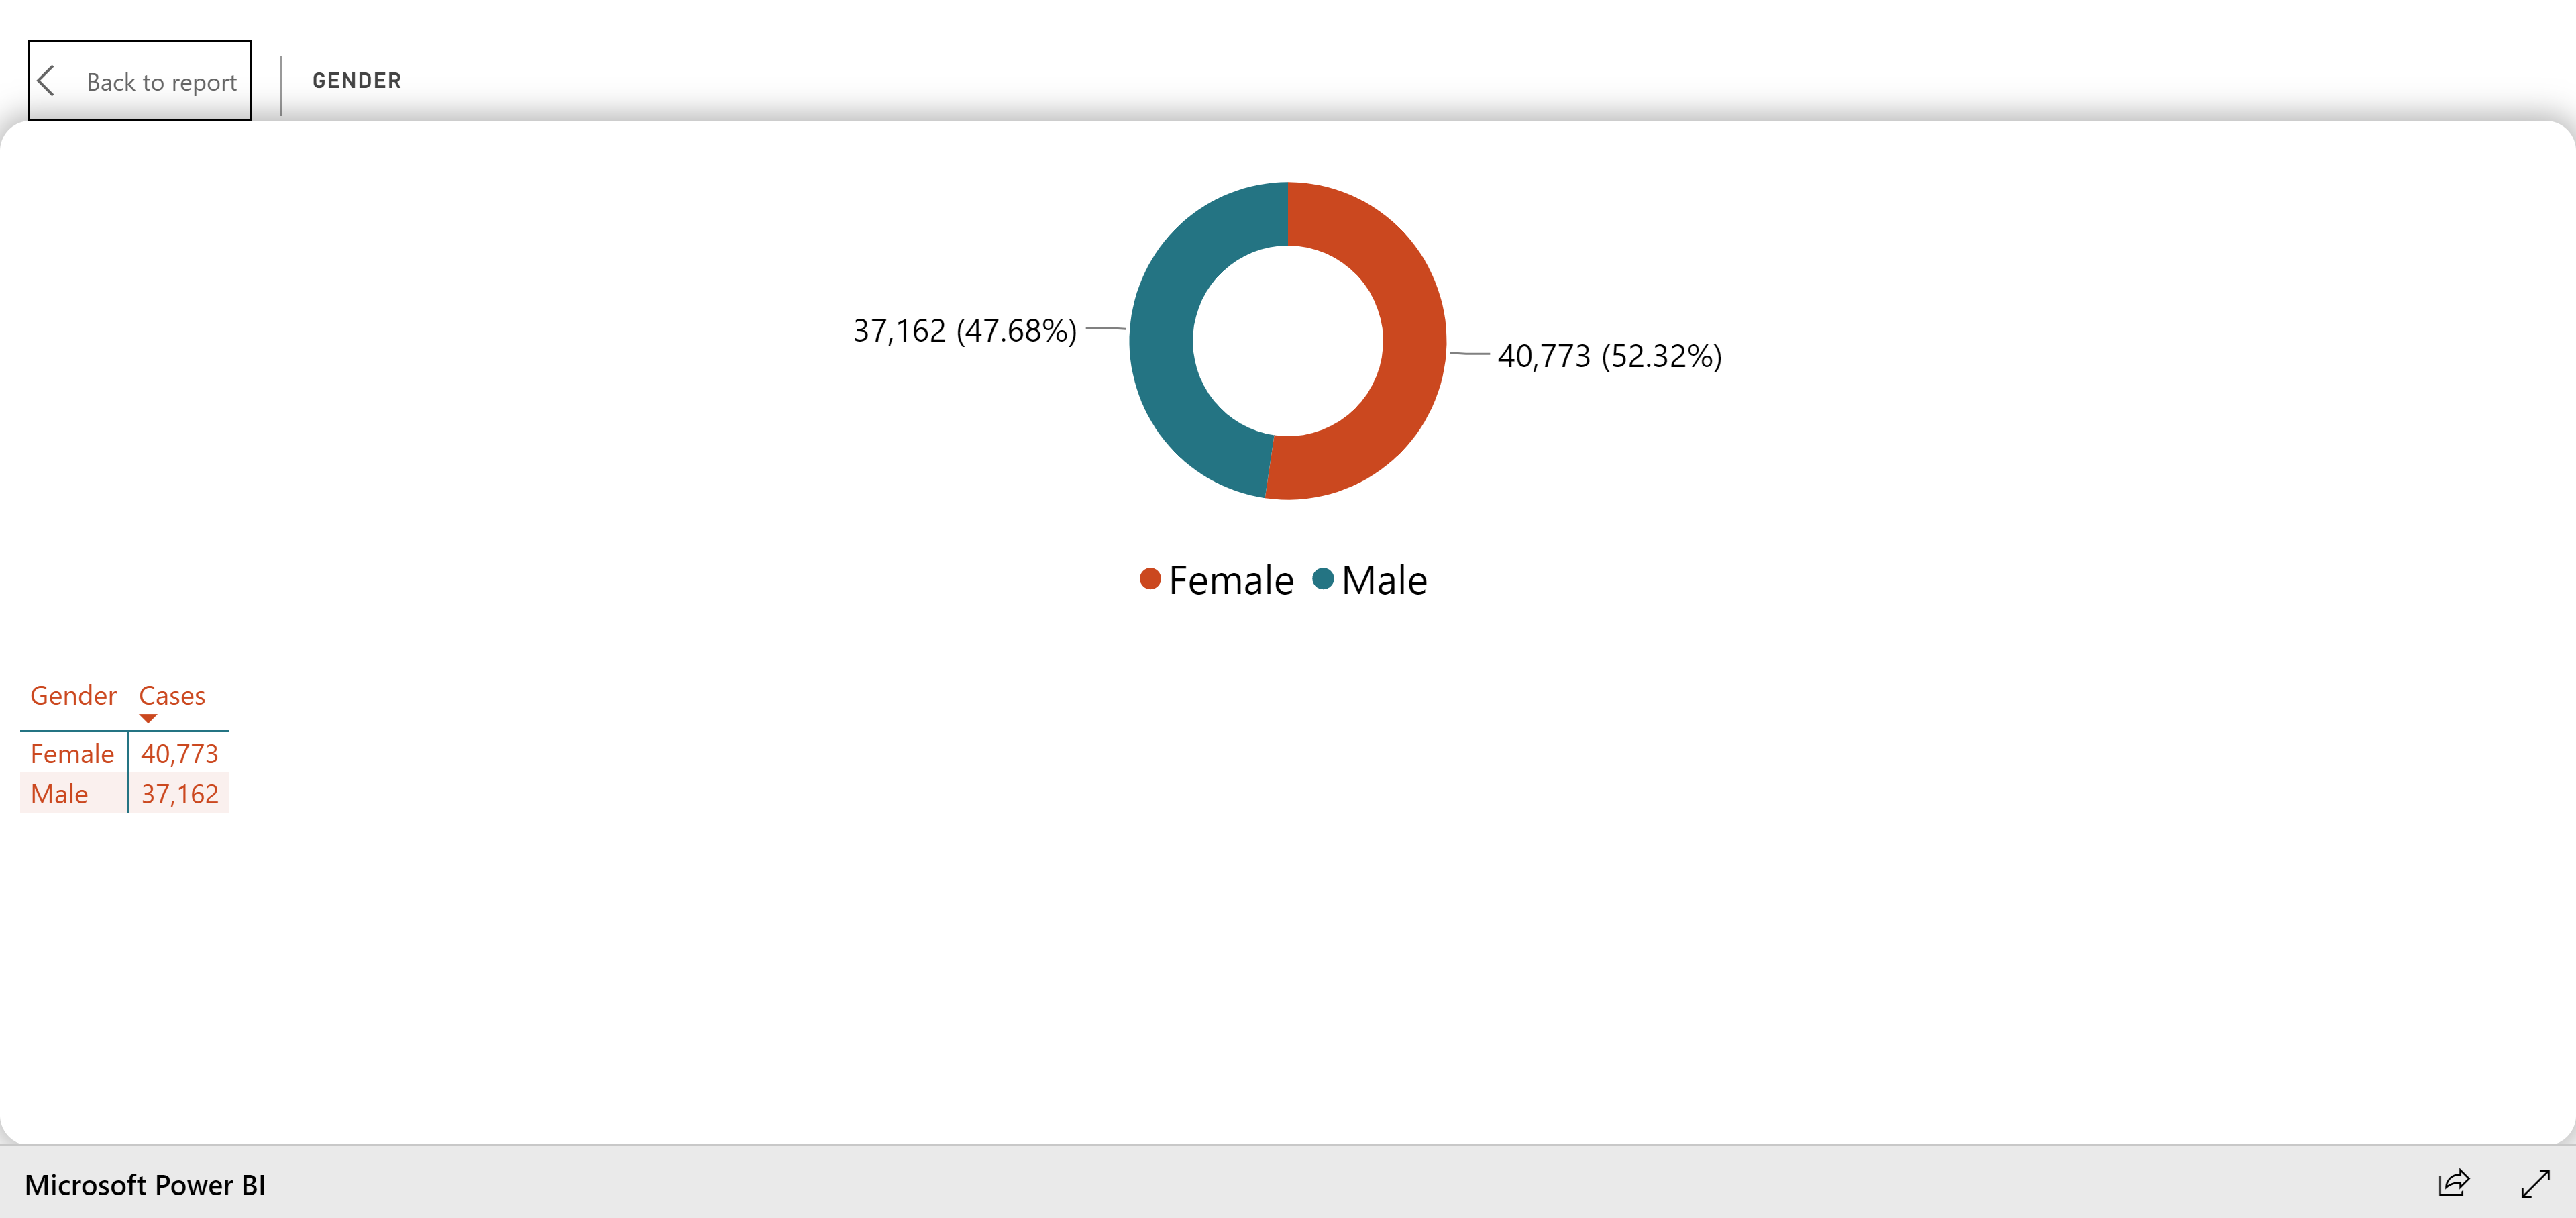 Back to report
GENDER
37,162 (47.68%)
40,773 (52.32%)
Female Male
Gender Cases
Female 40,773
Male 37,162
Microsoft Power BI